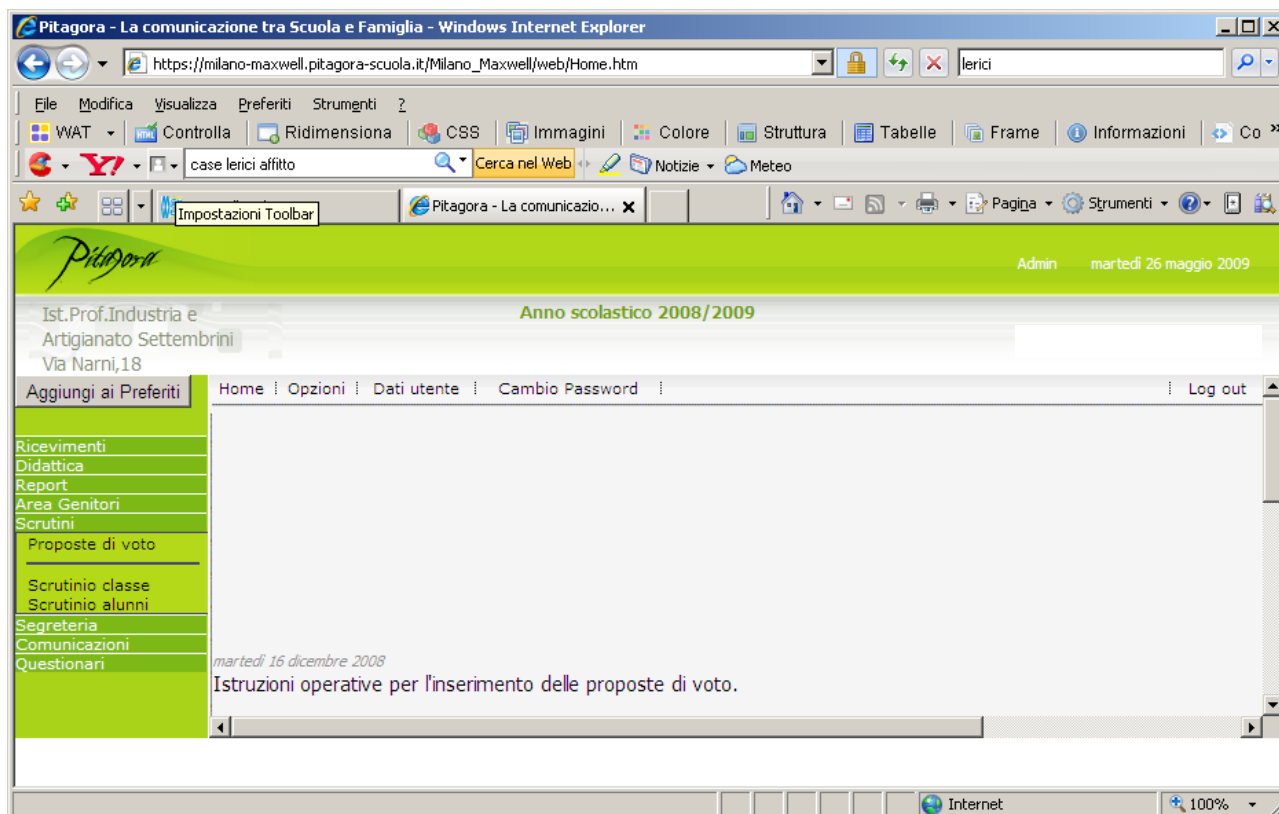 Pitagora - La comunicazione tra Scuola e Famiglia - Windows Internet Explorer
https://milano-maxwell.pitagora-scuola.it/Milano_Maxwell/web/Home.htm
lerici
File Modifica Visualizza Preferiti Strumenti ?
WAT Controlla Ridimensiona CSS Immagini Colore Struttura Tabelle Frame Informazioni Co »
Y! case lerici affitto Cerca nel Web Notizie Meteo
Impostazioni Toolbar
Pitagora - La comunicazio... Pagina Strumenti
Pitagora
Admin martedì 26 maggio 2009
Ist.Prof.Industria e
Artigianato Settembrini
Via Narni,18
Anno scolastico 2008/2009
Aggiungi ai Preferiti
Home Opzioni Dati utente Cambio Password Log out
Ricevimenti
Didattica
Report
Area Genitori
Scrutini
Proposte di voto
Scrutinio classe
Scrutinio alunni
Segreteria
Comunicazioni
Questionari
martedì 16 dicembre 2008
Istruzioni operative per l'inserimento delle proposte di voto.
Internet 100%